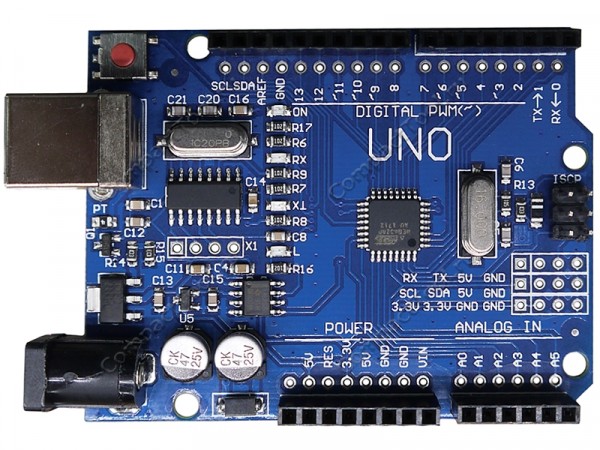 SCL SDA AREF GND 13 12 ~11 ~10 ~9 8 7 ~6 ~5 4 ~3 2 TX→1 RX←0
C21 C20 C16
ON
DIGITAL PWM(~)
R17
UNO
R6
RX
R9
C14
R7
TX
R8
C6
R13
ISCP
C1
PT
C12
C8
X1
L
R14
R15
C11 C4
R16
C13 C15
U5
RX TX 5V GND
SCL SDA 5V GND
3.3V 3.3V GND GND
POWER
ANALOG IN
5V RES 3.3V 5V GND GND VIN
A0 A1 A2 A3 A4 A5
CK
47
25V
CK
47
25V